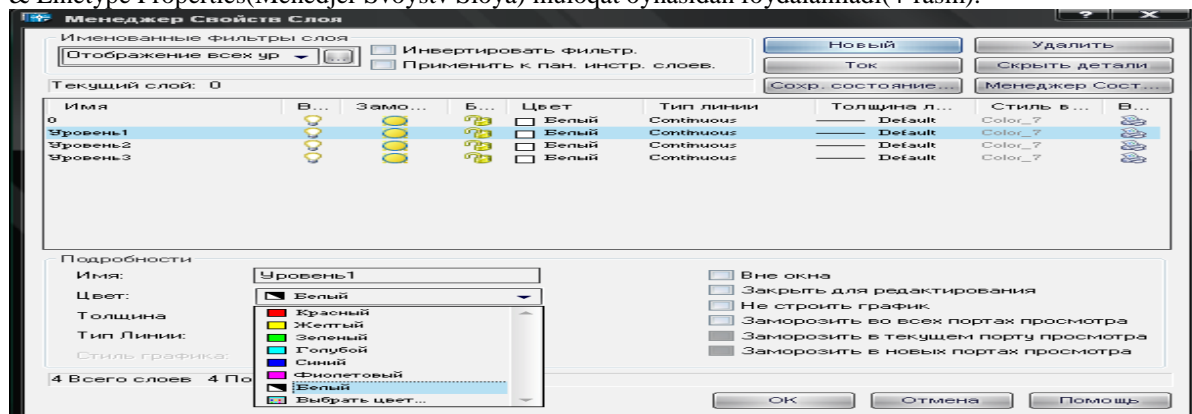 & Linetype Properties(Menedjer Svoystv Sloya) muloqat oynasidan foydalaniladi(4-rasm).
Менеджер Свойств Слоя
Именованные фильтры слоя
Отображение всех ур
Инвертировать фильтр.
Применить к пан. инстр. слоев.
Новый Удалить
Ток Скрыть детали
Текущий слой: 0
Сохр. состояние... Менеджер Сост...
Имя В... Замо... Б... Цвет Тип линии Толщина л... Стиль в... В...
0 Белый Continuous Default Color_7
Уровень1 Белый Continuous Default Color_7
Уровень2 Белый Continuous Default Color_7
Уровень3 Белый Continuous Default Color_7
Подробности
Имя: Уровень1
Цвет: Белый
Толщина
Тип Линии:
Стиль графика:
Красный
Желтый
Зеленый
Голубой
Синий
Фиолетовый
Белый
Выбрать цвет...
Вне окна
Закрыть для редактирования
Не строить график
Заморозить во всех портах просмотра
Заморозить в текущем порту просмотра
Заморозить в новых портах просмотра
4 Всего слоев 4 По
ОК Отмена Помощь